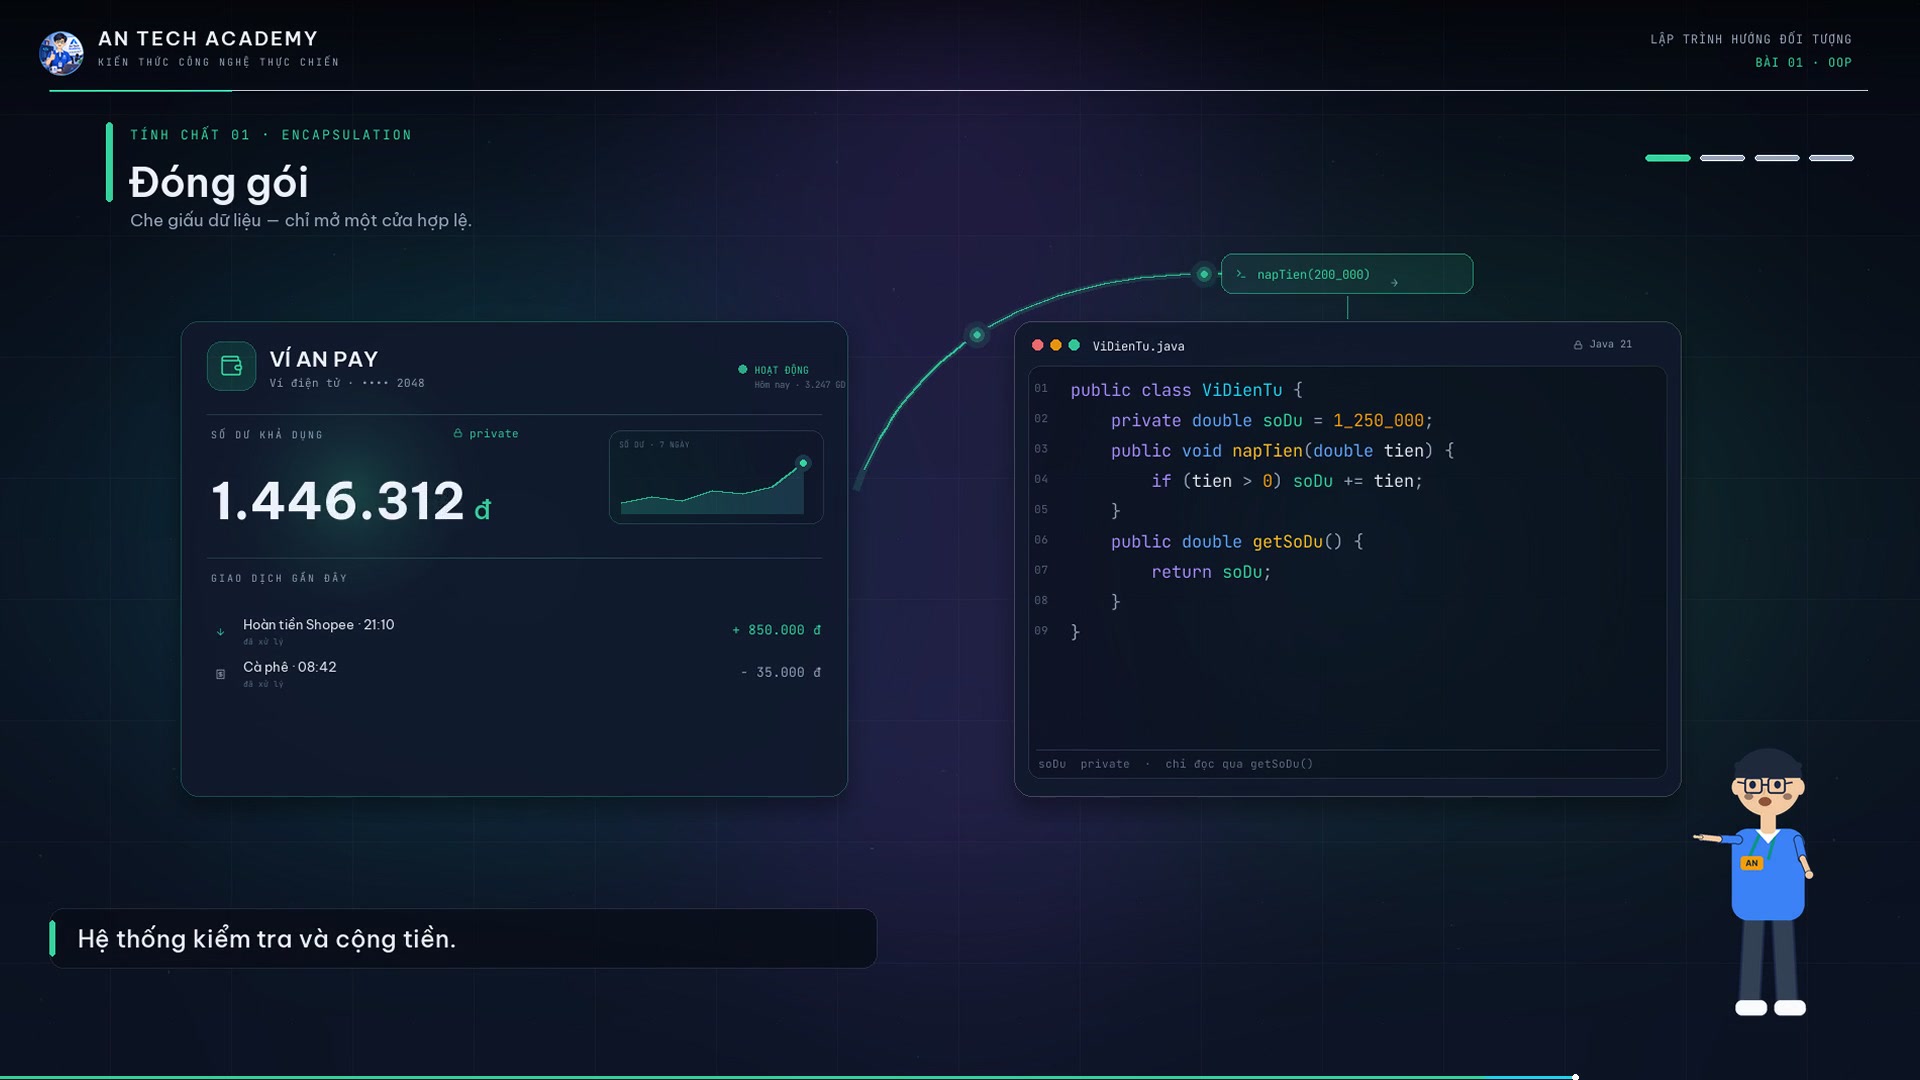 AN TECH ACADEMY
KIẾN THỨC CÔNG NGHỆ THỰC CHIẾN
LẬP TRÌNH HƯỚNG ĐỐI TƯỢNG
BÀI 01 · OOP
TÍNH CHẤT 01 · ENCAPSULATION
Đóng gói
Che giấu dữ liệu — chỉ mở một cửa hợp lệ.
>_ napTien(200_000) →
VÍ AN PAY
Ví điện tử · •••• 2048
HOẠT ĐỘNG
Hôm nay · 3.247 GD
SỐ DƯ KHẢ DỤNG
private
SỐ DƯ · 7 NGÀY
1.446.312 đ
GIAO DỊCH GẦN ĐÂY
Hoàn tiền Shopee · 21:10
đã xử lý
+ 850.000 đ
Cà phê · 08:42
đã xử lý
- 35.000 đ
ViDienTu.java
Java 21
01 public class ViDienTu {
02 private double soDu = 1_250_000;
03 public void napTien(double tien) {
04 if (tien > 0) soDu += tien;
05 }
06 public double getSoDu() {
07 return soDu;
08 }
09 }
soDu private · chỉ đọc qua getSoDu()
AN
Hệ thống kiểm tra và cộng tiền.